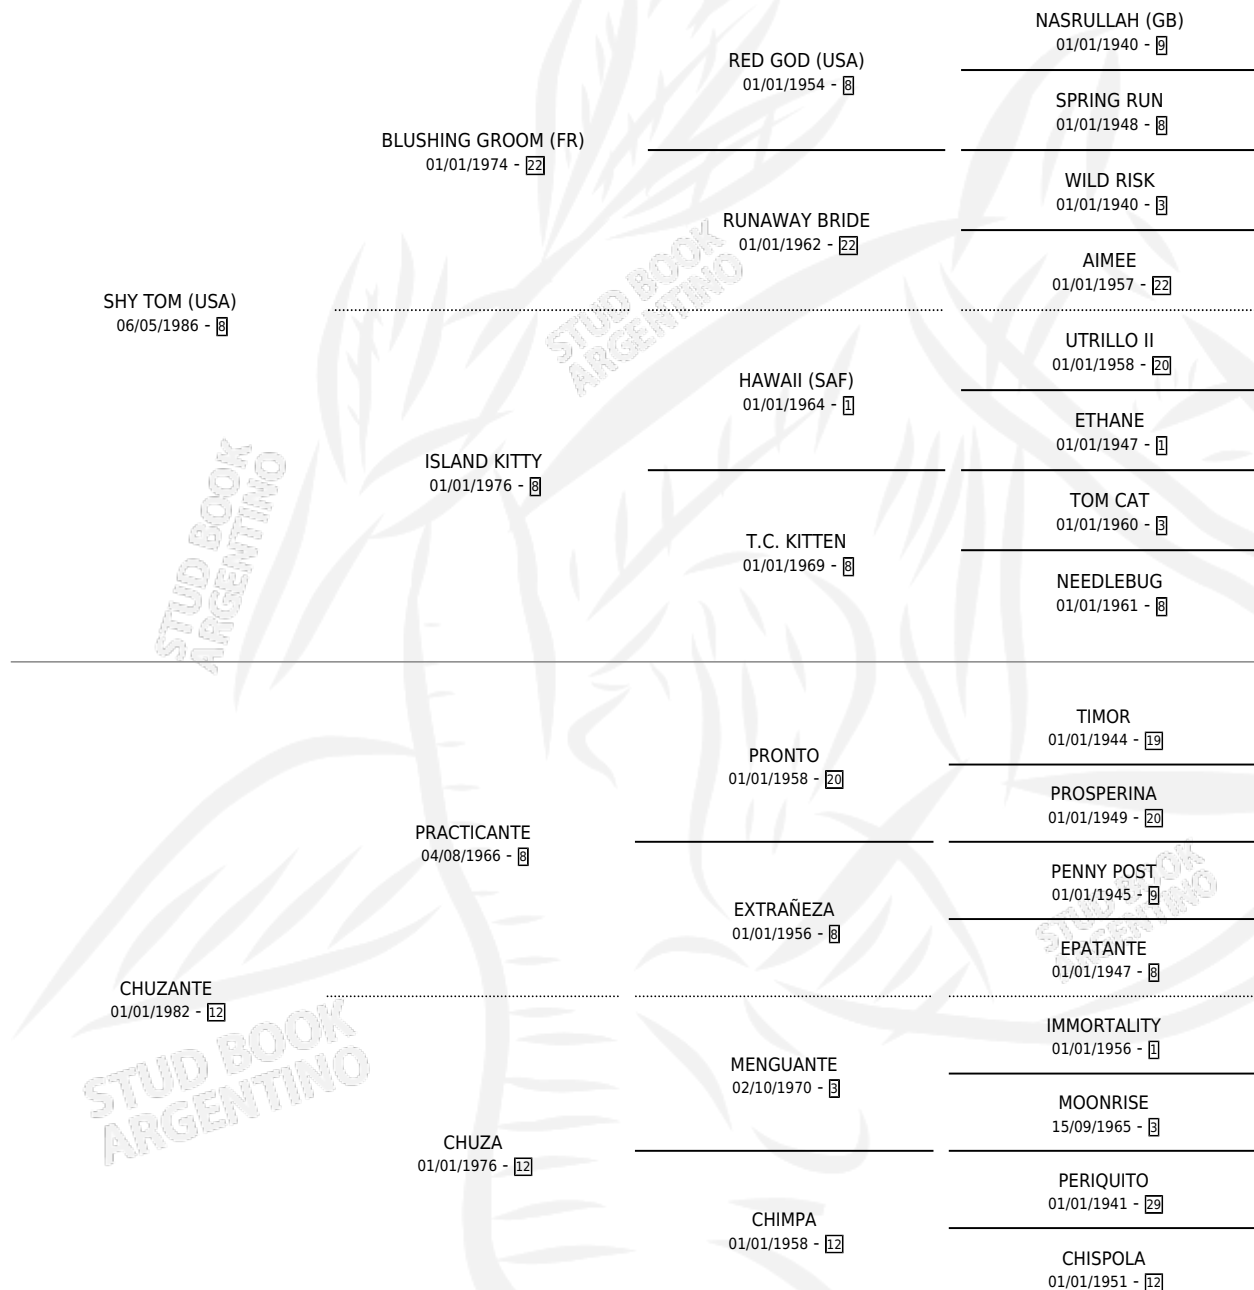 NASRULLAH (GB)
01/01/1940 - 9
RED GOD (USA)
01/01/1954 - 8
SPRING RUN
01/01/1948 - 8
BLUSHING GROOM (FR)
01/01/1974 - 22
WILD RISK
01/01/1940 - 3
RUNAWAY BRIDE
01/01/1962 - 22
AIMEE
01/01/1957 - 22
SHY TOM (USA)
06/05/1986 - 8
UTRILLO II
01/01/1958 - 20
HAWAII (SAF)
01/01/1964 - 1
ETHANE
01/01/1947 - 1
ISLAND KITTY
01/01/1976 - 8
TOM CAT
01/01/1960 - 3
T.C. KITTEN
01/01/1969 - 8
NEEDLEBUG
01/01/1961 - 8
TIMOR
01/01/1944 - 19
PRONTO
01/01/1958 - 20
PROSPERINA
01/01/1949 - 20
PRACTICANTE
04/08/1966 - 8
PENNY POST
01/01/1945 - 9
EXTRAÑEZA
01/01/1956 - 8
EPATANTE
01/01/1947 - 8
CHUZANTE
01/01/1982 - 12
IMMORTALITY
01/01/1956 - 1
MENGUANTE
02/10/1970 - 3
MOONRISE
15/09/1965 - 3
CHUZA
01/01/1976 - 12
PERIQUITO
01/01/1941 - 29
CHIMPA
01/01/1958 - 12
CHISPOLA
01/01/1951 - 12
STUD BOOK
ARGENTINO
STUD BOOK
ARGENTINO
STUD BOOK
ARGENTINO
STUD BOOK
ARGENTINO